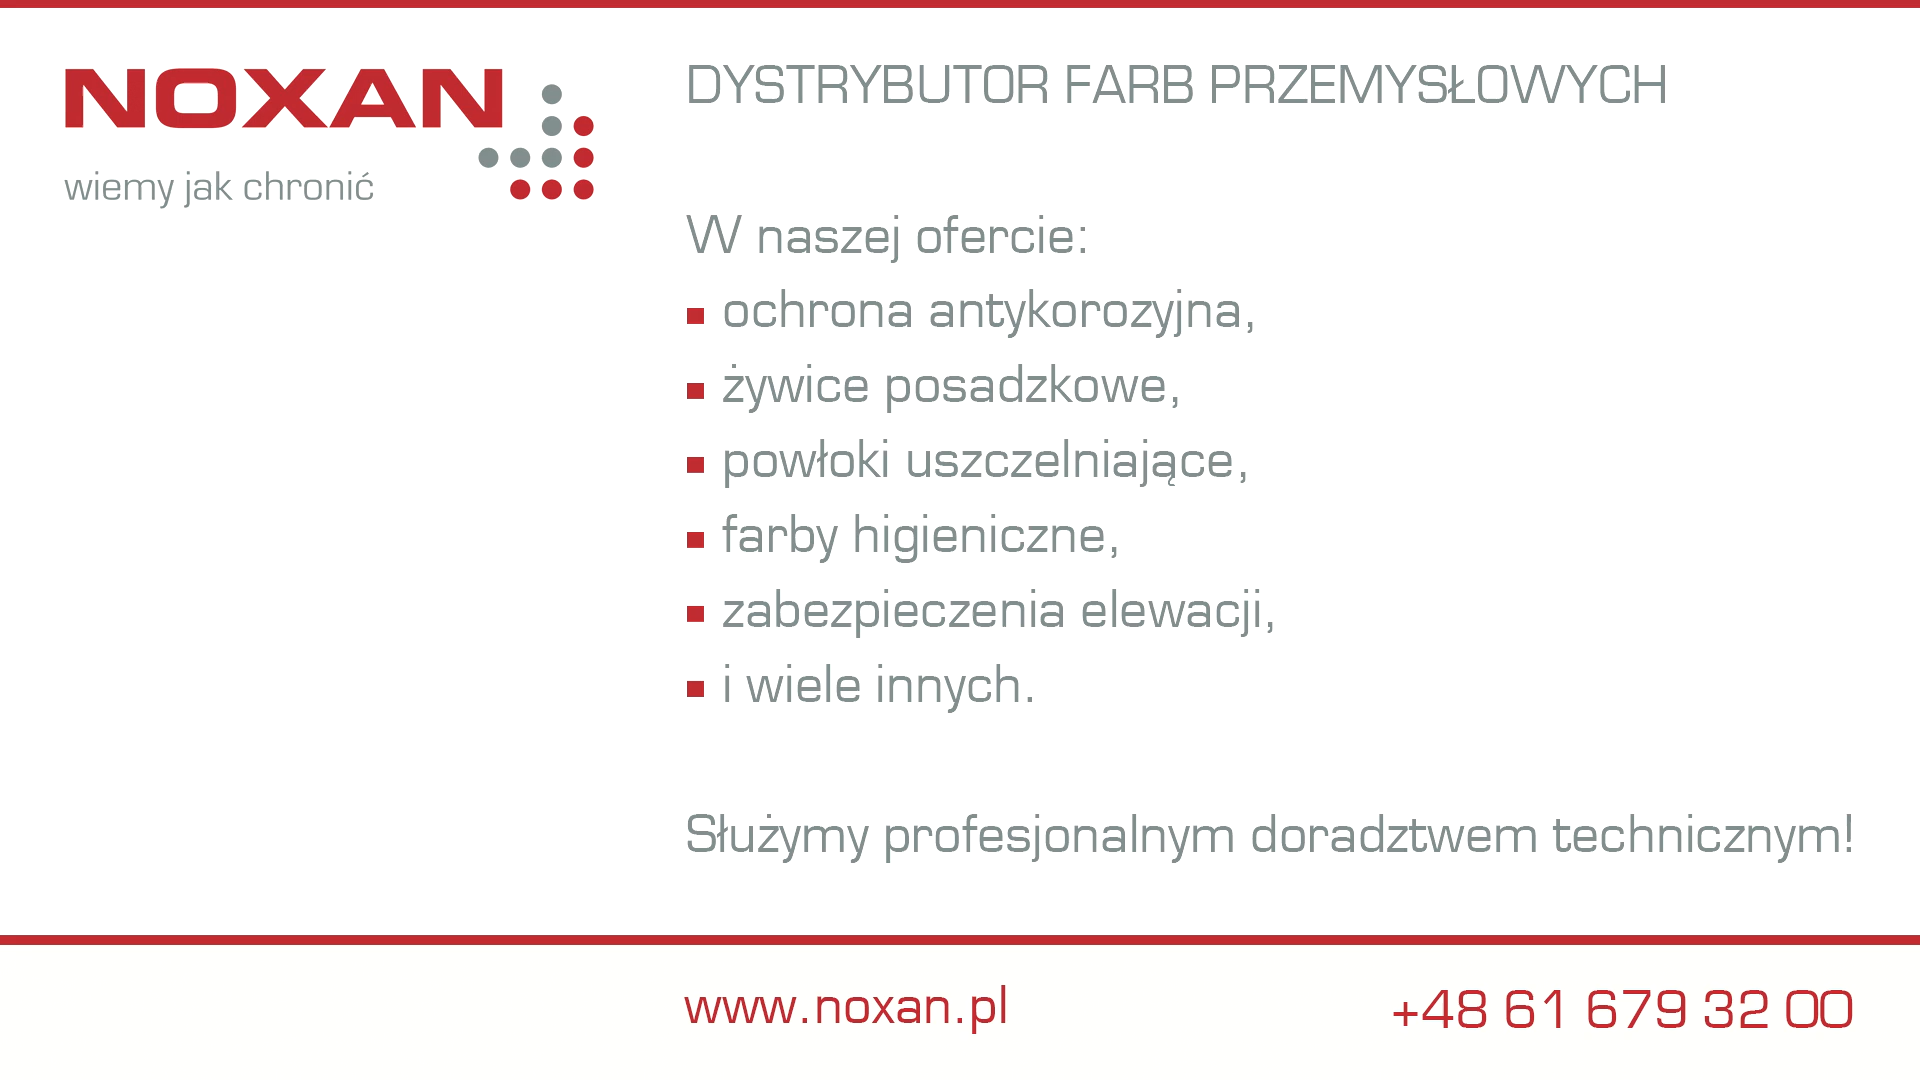 NOXAN
wiemy jak chronić
DYSTRYBUTOR FARB PRZEMYSŁOWYCH
W naszej ofercie:
▪ ochrona antykorozyjna,
▪ żywice posadzkowe,
▪ powłoki uszczelniające,
▪ farby higieniczne,
▪ zabezpieczenia elewacji,
▪ i wiele innych.
Służymy profesjonalnym doradztwem technicznym!
www.noxan.pl
+48 61 679 32 00